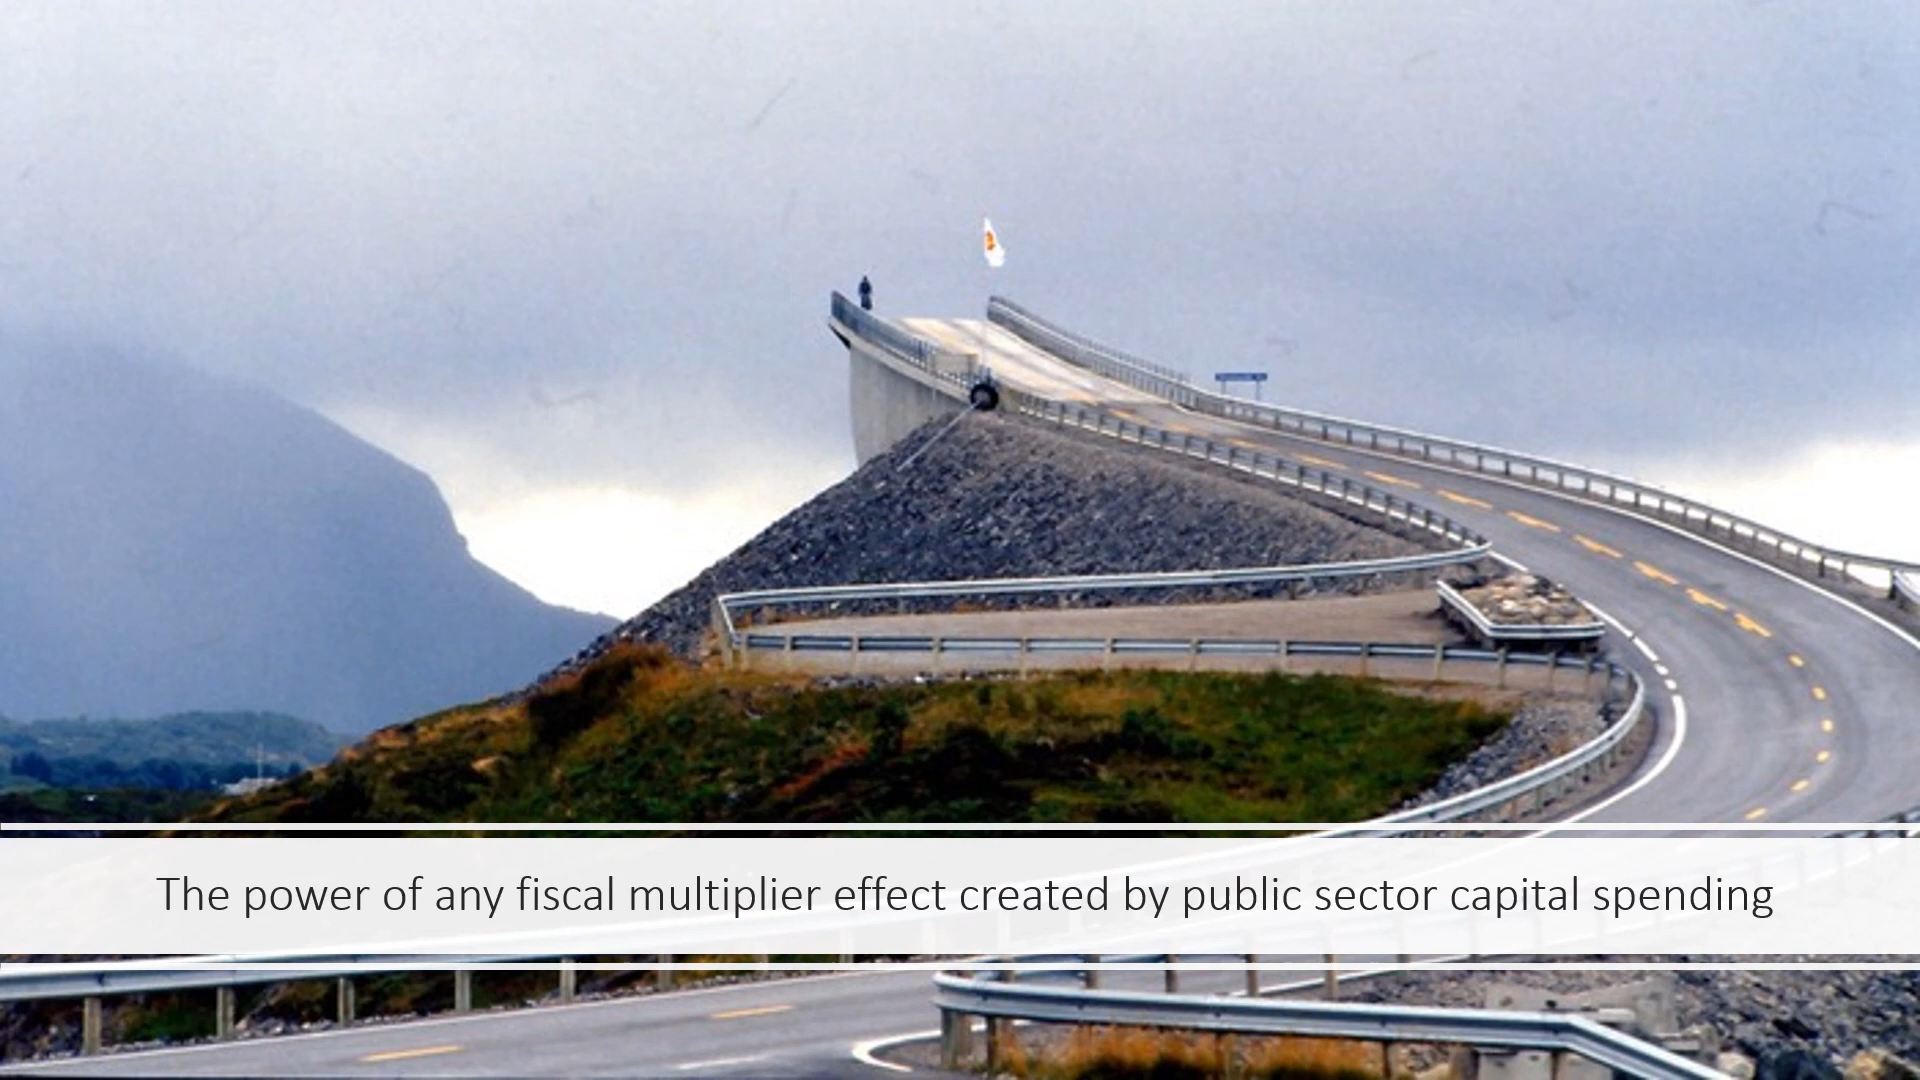 The power of any fiscal multiplier effect created by public sector capital spending